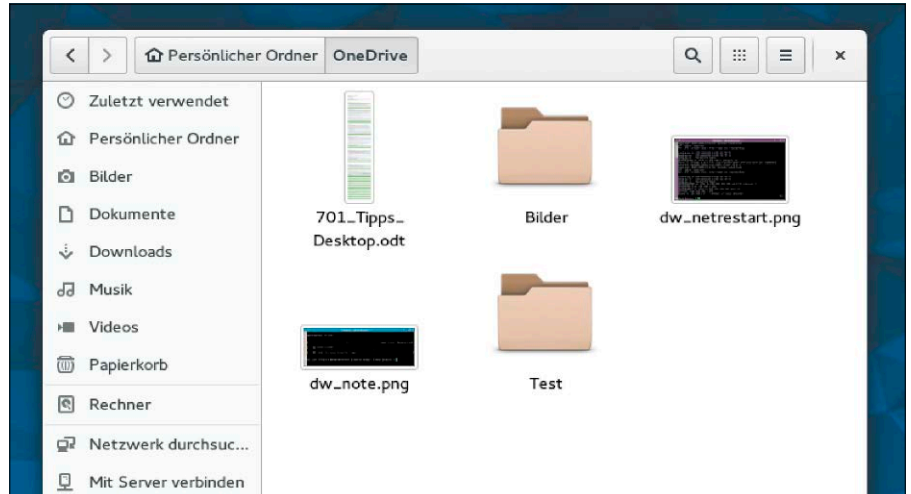 Persönlicher Ordner
OneDrive
Zuletzt verwendet
Persönlicher Ordner
Bilder
Dokumente
Downloads
Musik
Videos
Papierkorb
Rechner
Netzwerk durchsuc...
Mit Server verbinden
701_Tipps_
Desktop.odt
Bilder
dw_netrestart.png
dw_note.png
Test